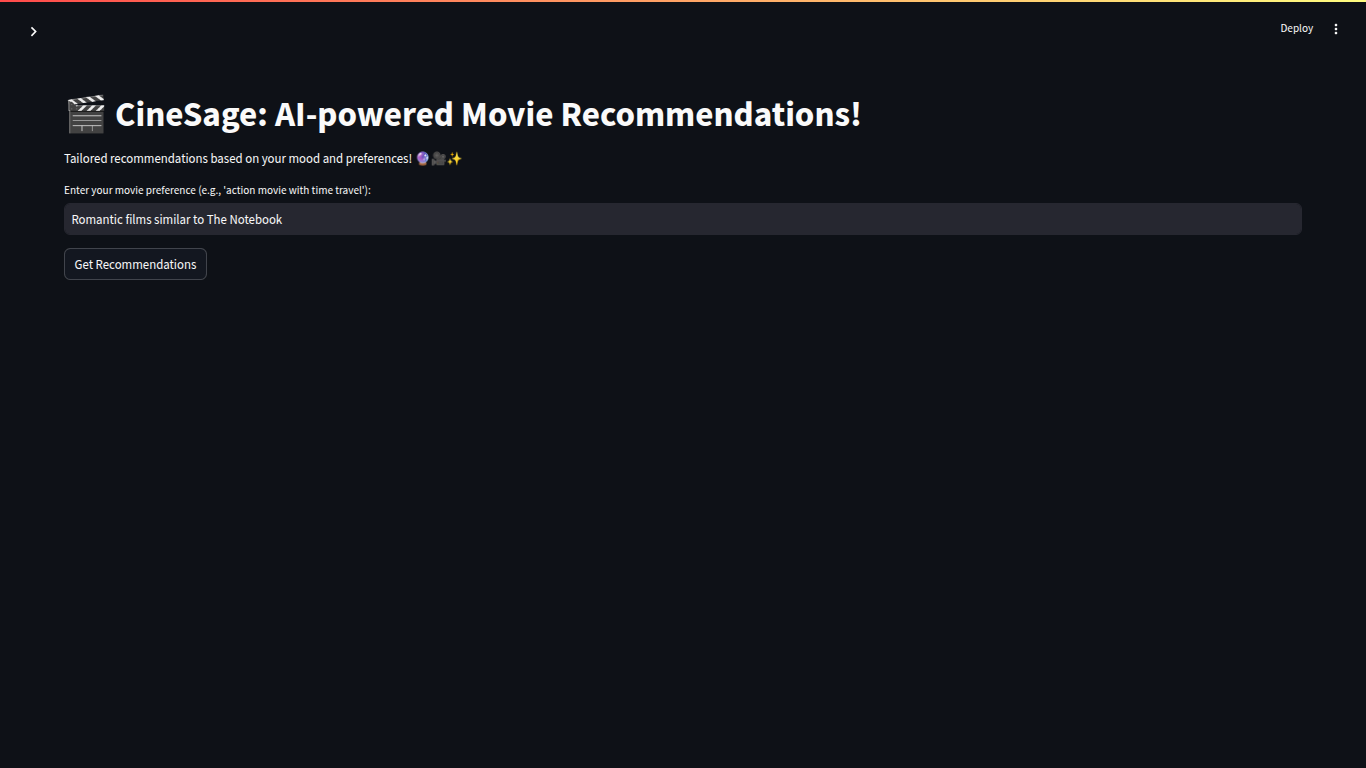 Deploy
🎬 CineSage: AI-powered Movie Recommendations!
Tailored recommendations based on your mood and preferences! 🔮🎥✨
Enter your movie preference (e.g., 'action movie with time travel'):
Romantic films similar to The Notebook
Get Recommendations